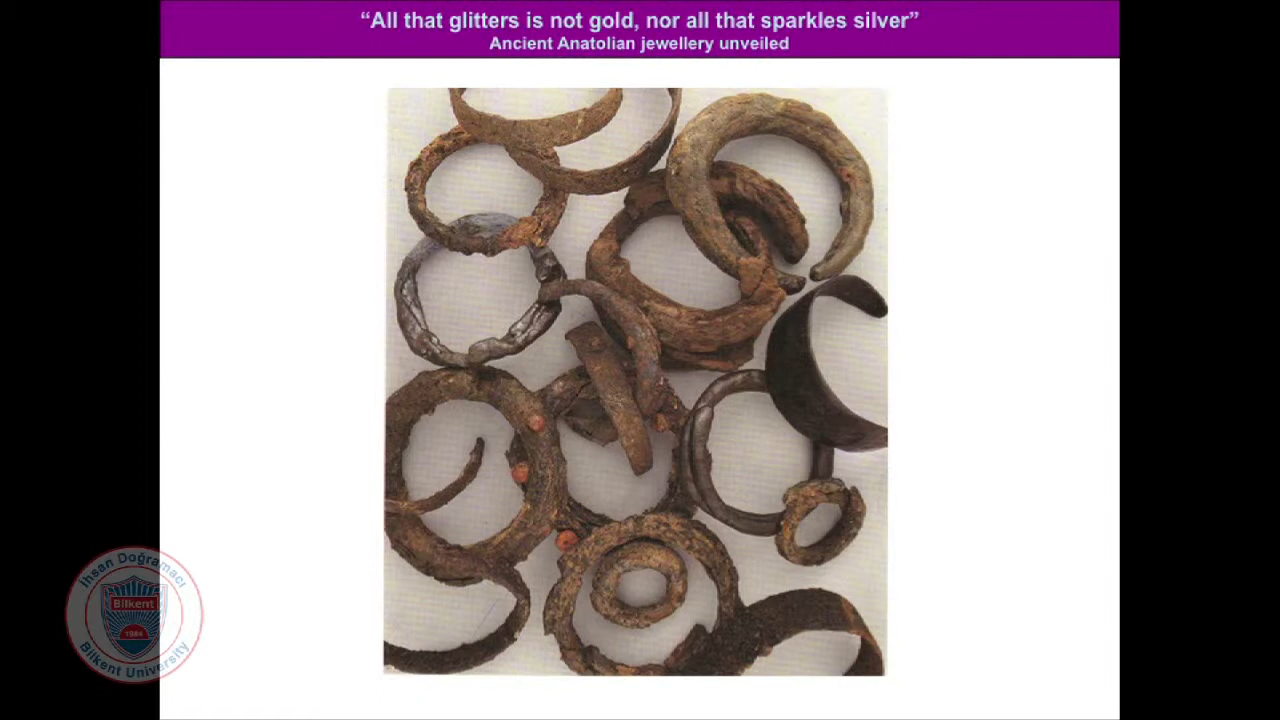 “All that glitters is not gold, nor all that sparkles silver”
Ancient Anatolian jewellery unveiled
İhsan Doğramacı
Bilkent
1984
Bilkent University